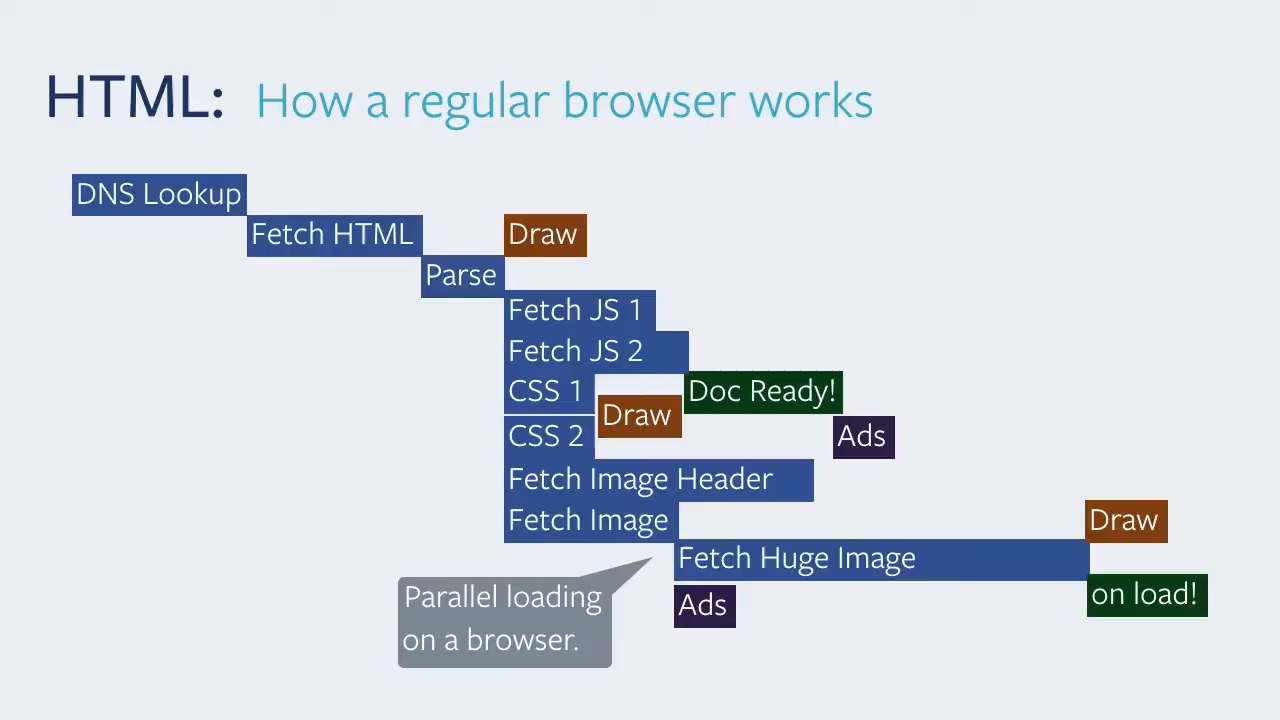 HTML: How a regular browser works
DNS Lookup
Fetch HTML
Draw
Parse
Fetch JS 1
Fetch JS 2
CSS 1
Doc Ready!
Draw
CSS 2
Ads
Fetch Image Header
Fetch Image
Draw
Fetch Huge Image
on load!
Ads
Parallel loading
on a browser.